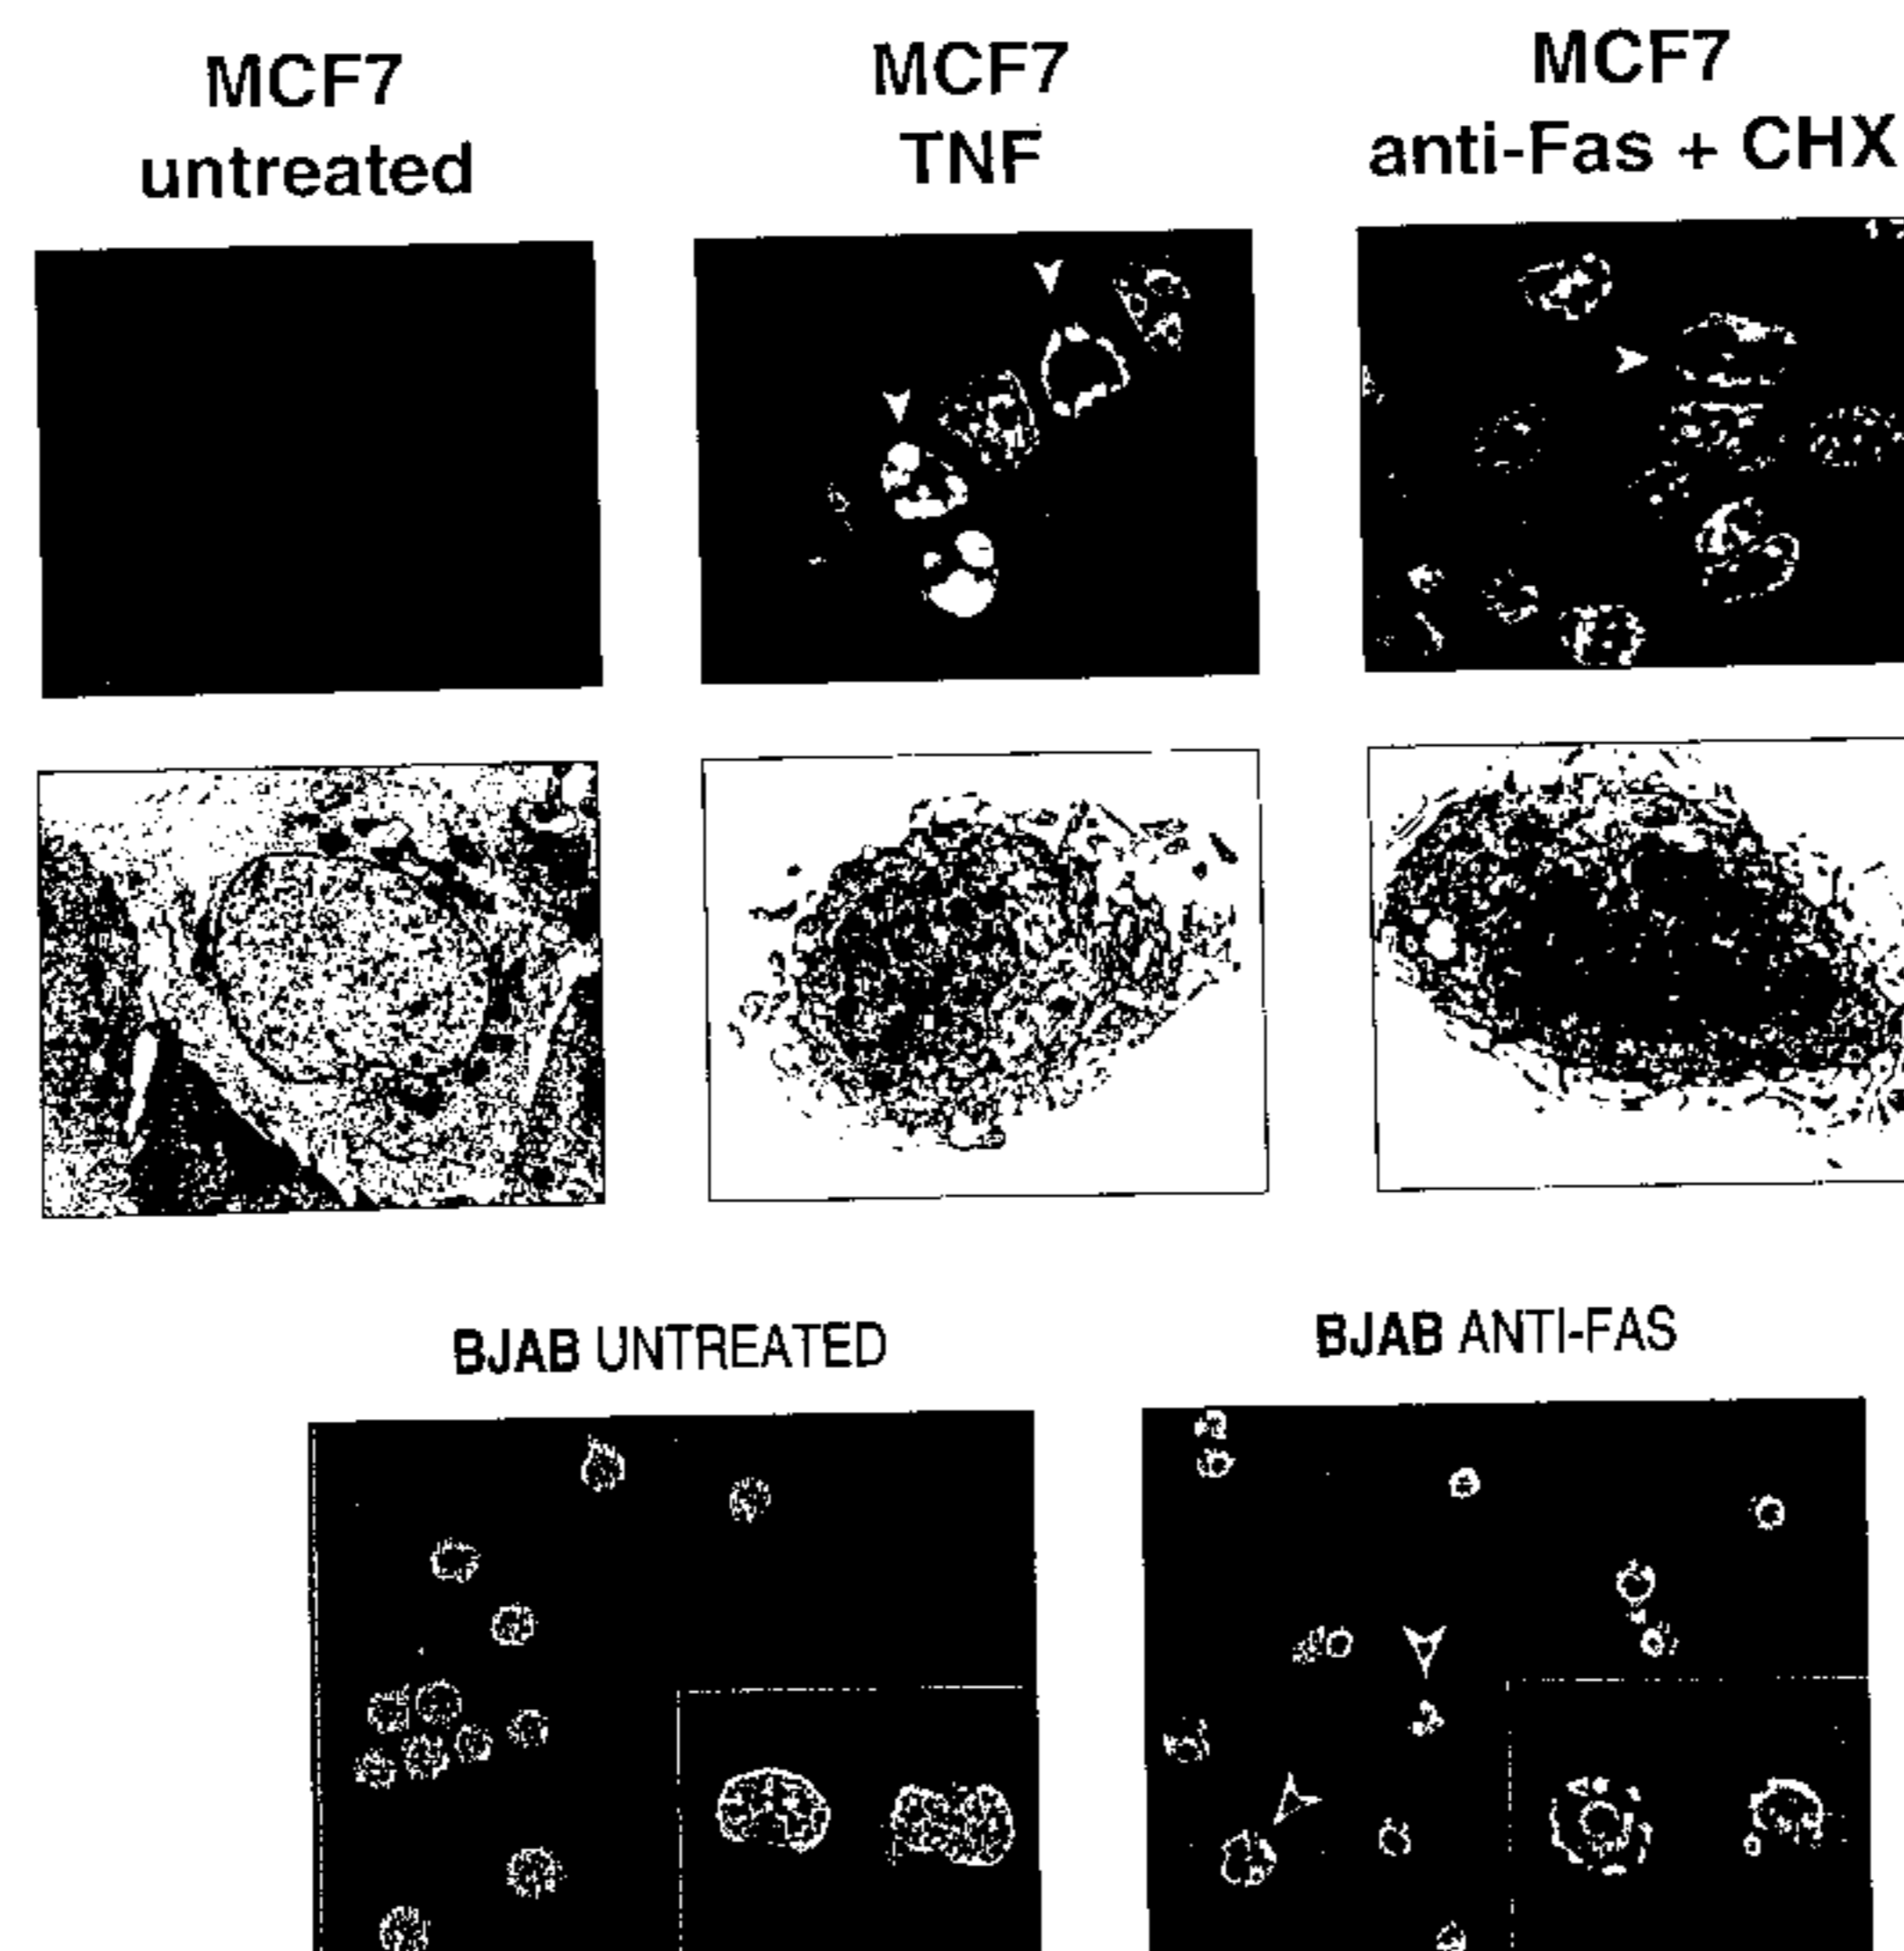 MCF7
untreated
MCF7
TNF
MCF7
anti-Fas + CHX
BJAB UNTREATED
BJAB ANTI-FAS